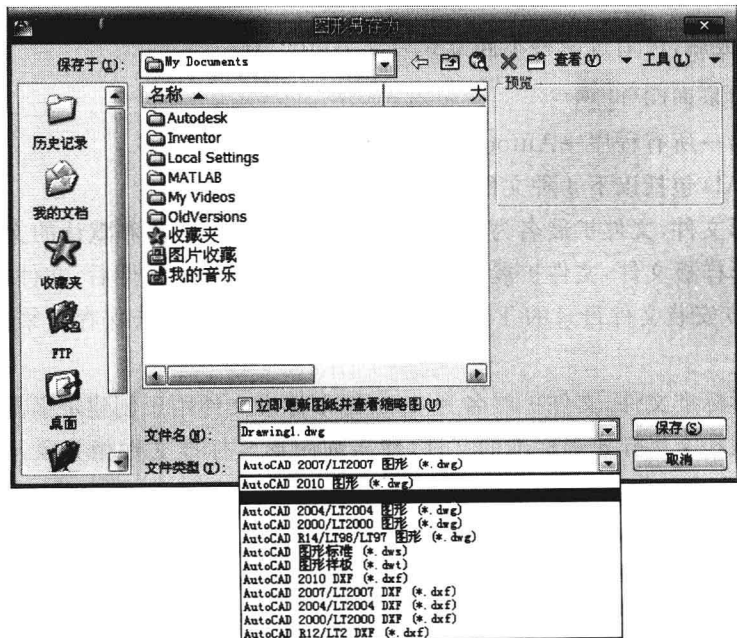 图形另存为
保存于(I): My Documents 查看(V) 工具(L)
名称 大 预览
历史记录
我的文档
收藏夹
FTP
桌面
Autodesk
Inventor
Local Settings
MATLAB
My Videos
OldVersions
收藏夹
图片收藏
我的音乐
立即更新图纸并查看缩略图(U)
文件名(N): Drawing1.dwg 保存(S)
文件类型(T): AutoCAD 2007/LT2007 图形 (*.dwg) 取消
AutoCAD 2010 图形 (*.dwg)
AutoCAD 2004/LT2004 图形 (*.dwg)
AutoCAD 2000/LT2000 图形 (*.dwg)
AutoCAD R14/LT98/LT97 图形 (*.dwg)
AutoCAD 图形标准 (*.dws)
AutoCAD 图形样板 (*.dwt)
AutoCAD 2010 DXF (*.dxf)
AutoCAD 2007/LT2007 DXF (*.dxf)
AutoCAD 2004/LT2004 DXF (*.dxf)
AutoCAD 2000/LT2000 DXF (*.dxf)
AutoCAD R12/LT2 DXF (*.dxf)